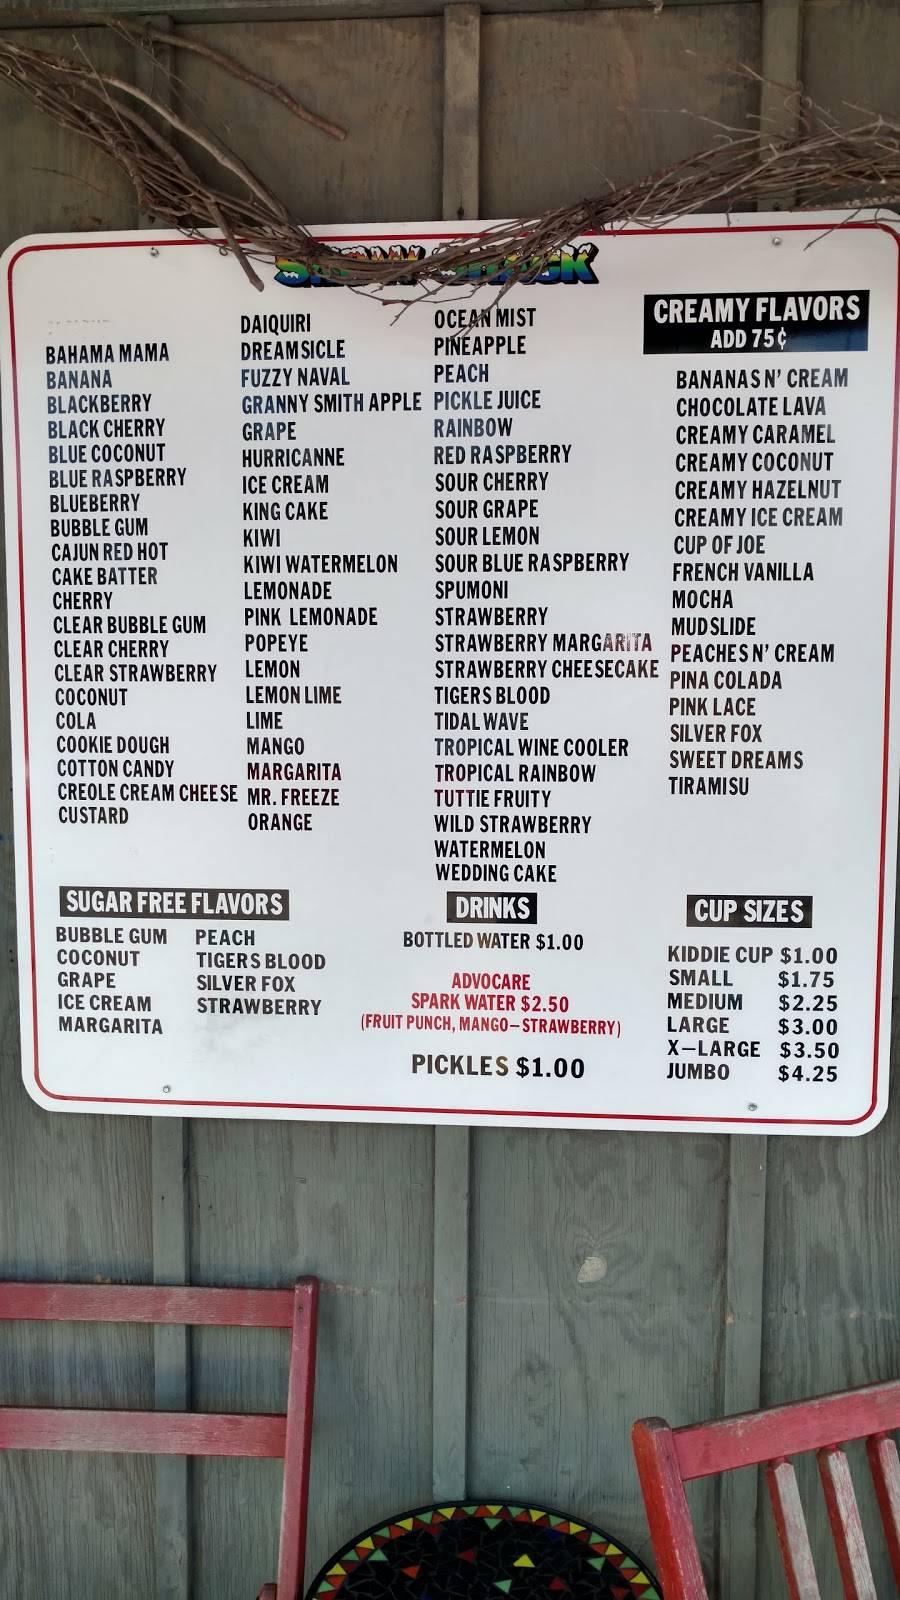 BAHAMA MAMA
BANANA
BLACKBERRY
BLACK CHERRY
BLUE COCONUT
BLUE RASPBERRY
BLUEBERRY
BUBBLE GUM
CAJUN RED HOT
CAKE BATTER
CHERRY
CLEAR BUBBLE GUM
CLEAR CHERRY
CLEAR STRAWBERRY
COCONUT
COLA
COOKIE DOUGH
COTTON CANDY
CREOLE CREAM CHEESE
CUSTARD
DAIQUIRI
DREAMSICLE
FUZZY NAVAL
GRANNY SMITH APPLE
GRAPE
HURRICANNE
ICE CREAM
KING CAKE
KIWI
KIWI WATERMELON
LEMONADE
PINK LEMONADE
POPEYE
LEMON
LEMON LIME
LIME
MANGO
MARGARITA
MR. FREEZE
ORANGE
OCEAN MIST
PINEAPPLE
PEACH
PICKLE JUICE
RAINBOW
RED RASPBERRY
SOUR CHERRY
SOUR GRAPE
SOUR LEMON
SOUR BLUE RASPBERRY
SPUMONI
STRAWBERRY
STRAWBERRY MARGARITA
STRAWBERRY CHEESECAKE
TIGERS BLOOD
TIDAL WAVE
TROPICAL WINE COOLER
TROPICAL RAINBOW
TUTTIE FRUITY
WILD STRAWBERRY
WATERMELON
WEDDING CAKE
CREAMY FLAVORS
ADD 75¢
BANANAS N' CREAM
CHOCOLATE LAVA
CREAMY CARAMEL
CREAMY COCONUT
CREAMY HAZELNUT
CREAMY ICE CREAM
CUP OF JOE
FRENCH VANILLA
MOCHA
MUDSLIDE
PEACHES N' CREAM
PINA COLADA
PINK LACE
SILVER FOX
SWEET DREAMS
TIRAMISU
SUGAR FREE FLAVORS
BUBBLE GUM
COCONUT
GRAPE
ICE CREAM
MARGARITA
PEACH
TIGERS BLOOD
SILVER FOX
STRAWBERRY
DRINKS
BOTTLED WATER $1.00
ADVOCARE
SPARK WATER $2.50
(FRUIT PUNCH, MANGO-STRAWBERRY)
PICKLES $1.00
CUP SIZES
KIDDIE CUP $1.00
SMALL $1.75
MEDIUM $2.25
LARGE $3.00
X-LARGE $3.50
JUMBO $4.25